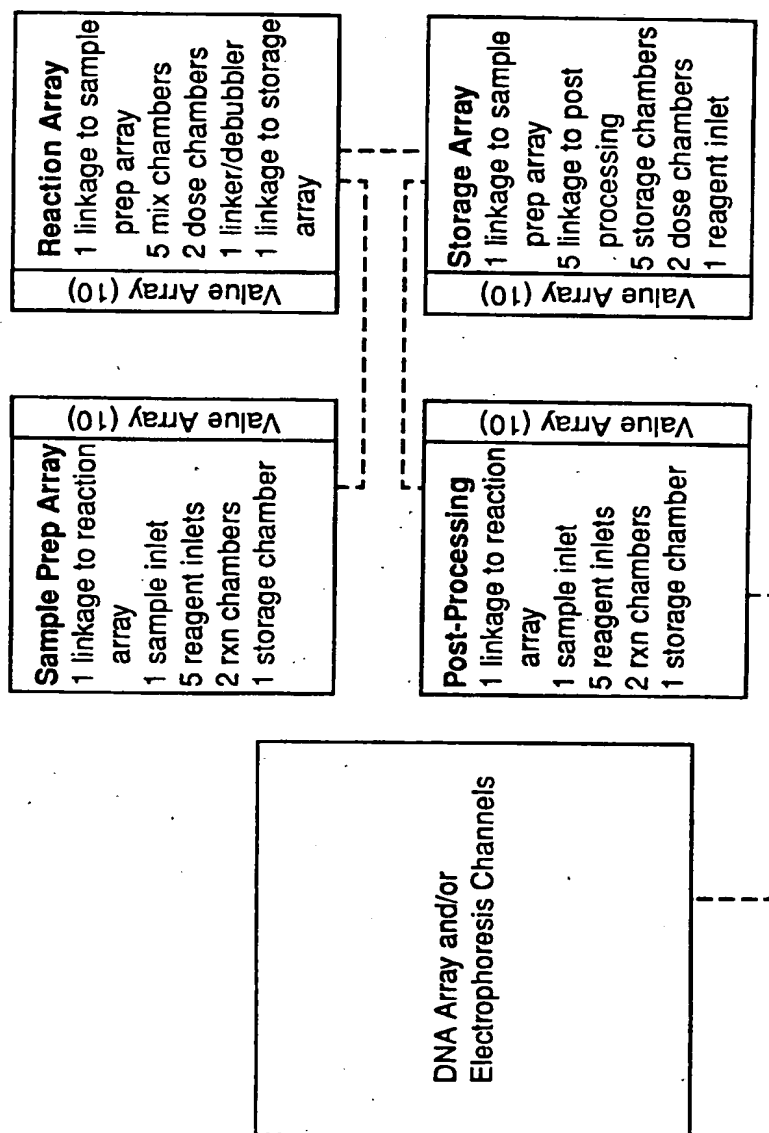 DNA Array and/or
Electrophoresis Channels
Sample Prep Array
1 linkage to reaction
array
1 sample inlet
5 reagent inlets
2 rxn chambers
1 storage chamber
Value Array (10)
Value Array (10)
Reaction Array
1 linkage to sample
prep array
5 mix chambers
2 dose chambers
1 linker/debubbler
1 linkage to storage
array
Post-Processing
1 linkage to reaction
array
1 sample inlet
5 reagent inlets
2 rxn chambers
1 storage chamber
Value Array (10)
Value Array (10)
Storage Array
1 linkage to sample
prep array
5 linkage to post
processing
5 storage chambers
2 dose chambers
1 reagent inlet